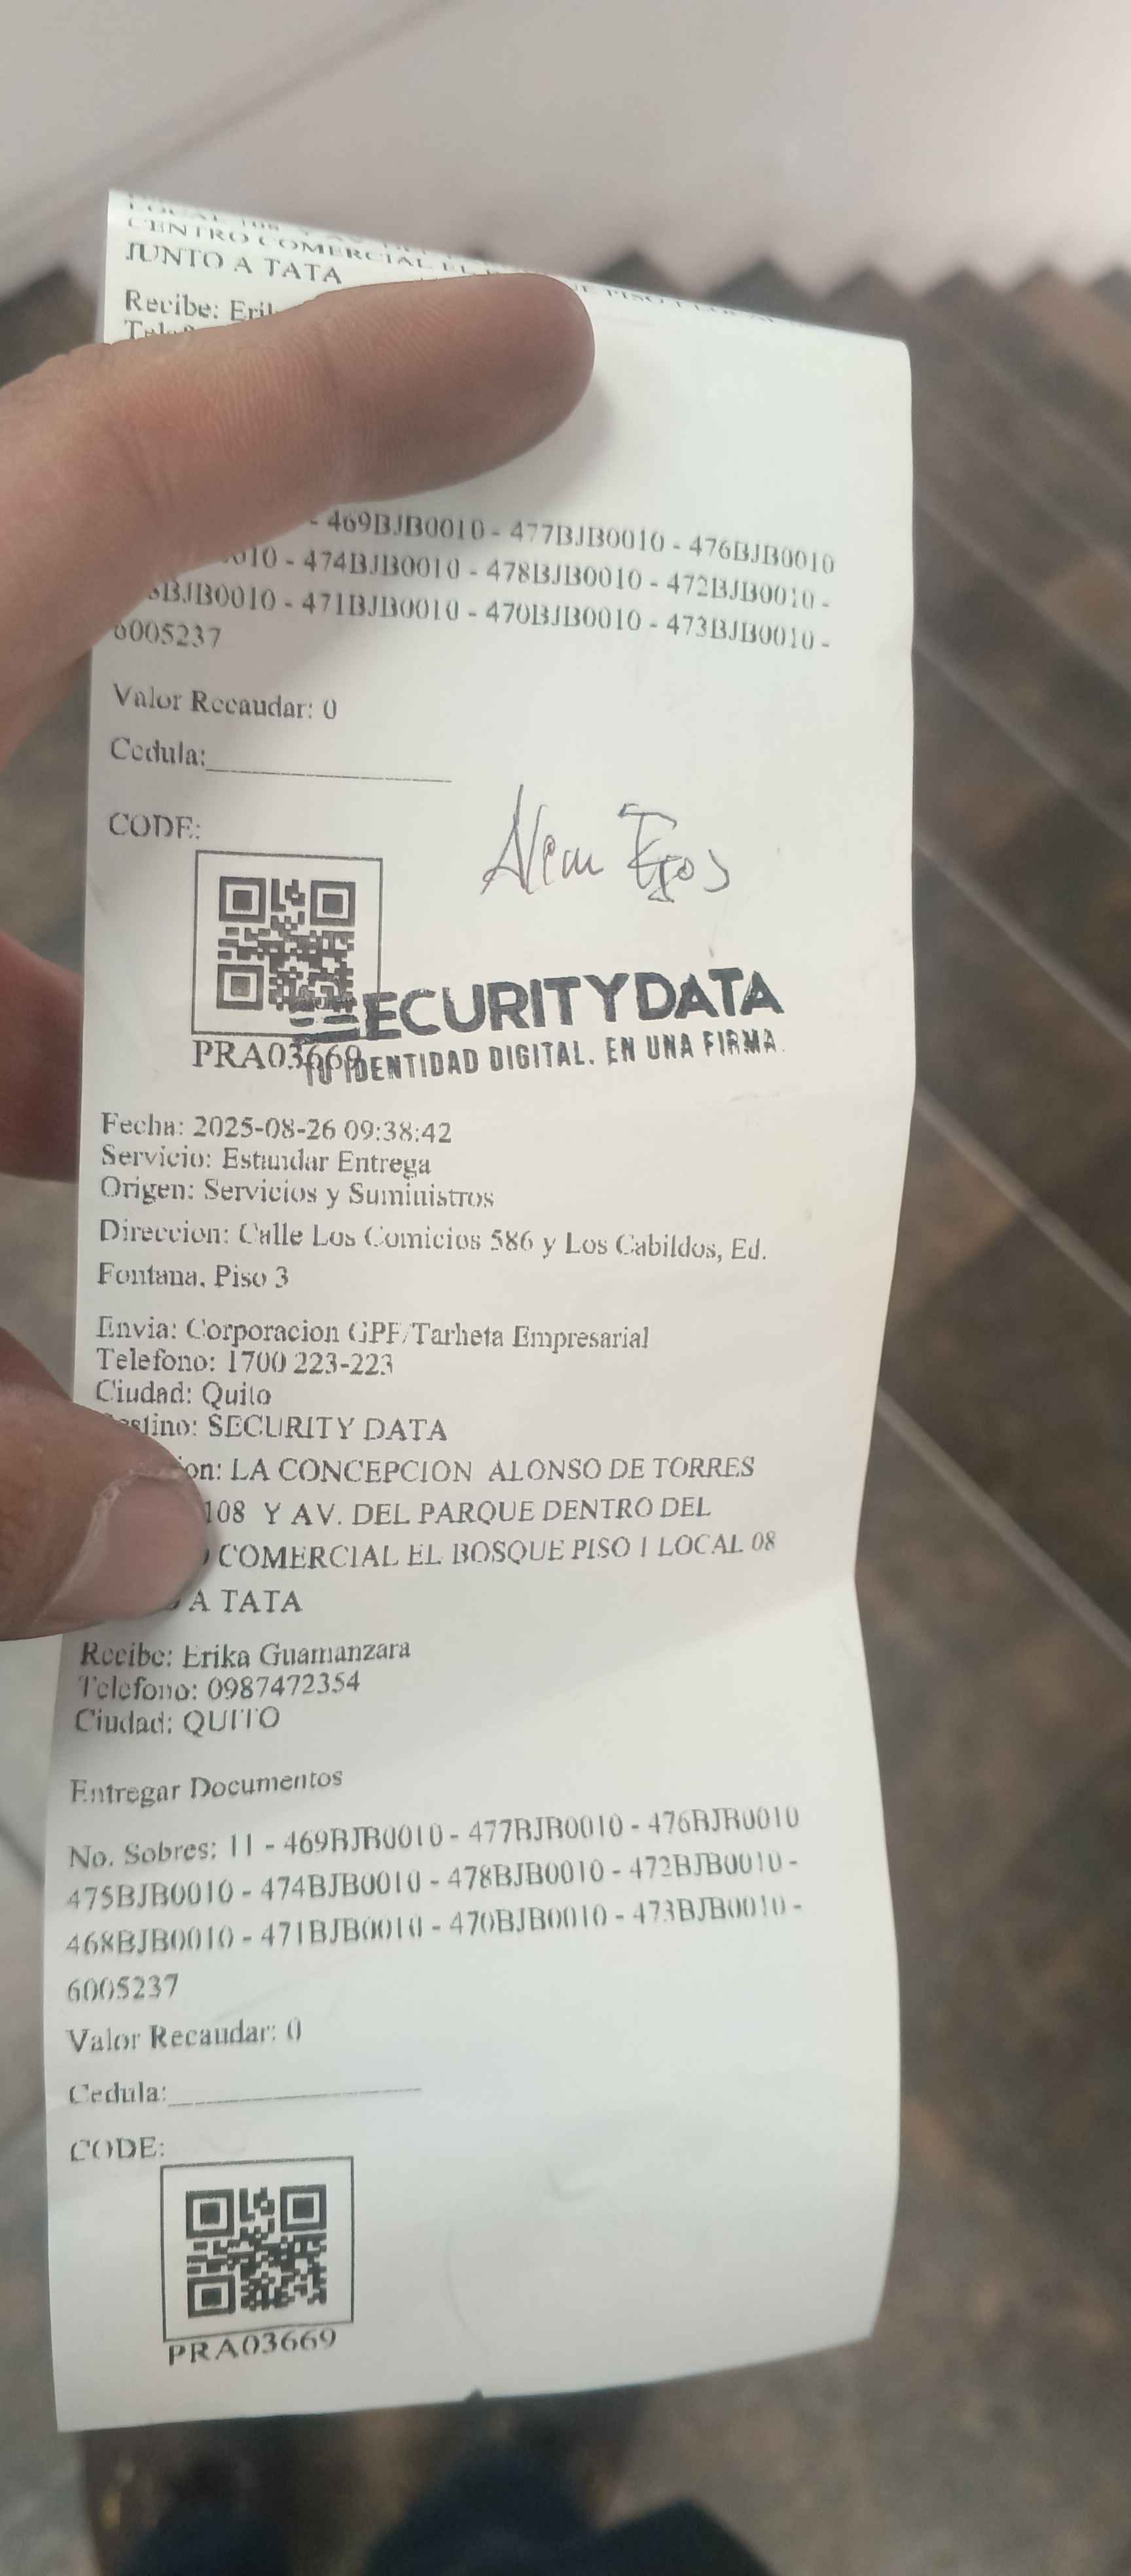 CENTRO COMERCIAL EL
JUNTO A TATA
Recibe:
- 469BJB0010 - 477BJB0010 - 476BJB0010
- 474BJB0010 - 478BJB0010 - 472BJB0010 -
- 471BJB0010 - 470BJB0010 - 473BJB0010 -
6005237
Valor Recaudar: 0
Cedula:
CODE:
PRA03669
SECURITYDATA
TU IDENTIDAD DIGITAL. EN UNA FIRMA.
Fecha: 2025-08-26 09:38:42
Servicio: Estandar Entrega
Origen: Servicios y Suministros
Direccion: Calle Los Comicios 586 y Los Cabildos, Ed.
Fontana, Piso 3
Envia: Corporacion GPF/Tarheta Empresarial
Telefono: 1700 223-223
Ciudad: Quito
Destino: SECURITY DATA
LA CONCEPCION ALONSO DE TORRES
108 Y AV. DEL PARQUE DENTRO DEL
COMERCIAL EL BOSQUE PISO 1 LOCAL 08
A TATA
Recibe: Erika Guamanzara
Telefono: 0987472354
Ciudad: QUITO
Entregar Documentos
No. Sobres: 11 - 469BJB0010 - 477BJB0010 - 476BJB0010
475BJB0010 - 474BJB0010 - 478BJB0010 - 472BJB0010 -
468BJB0010 - 471BJB0010 - 470BJB0010 - 473BJB0010 -
6005237
Valor Recaudar: 0
Cedula:
CODE:
PRA03669